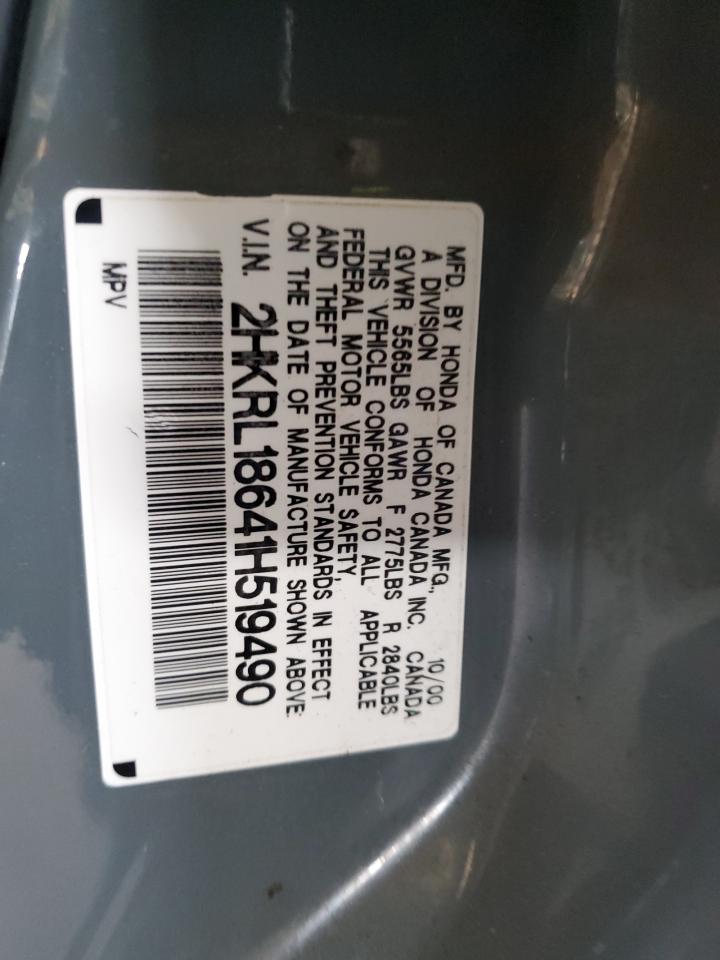 MFD. BY HONDA OF CANADA MFG., 10/00
A DIVISION OF HONDA CANADA INC. CANADA
GVWR 5565LBS GAWR F 2775LBS R 2840LBS
THIS VEHICLE CONFORMS TO ALL APPLICABLE
FEDERAL MOTOR VEHICLE SAFETY,
AND THEFT PREVENTION STANDARDS IN EFFECT
ON THE DATE OF MANUFACTURE SHOWN ABOVE.
V.I.N. 2HKRL18641H519490
MPV